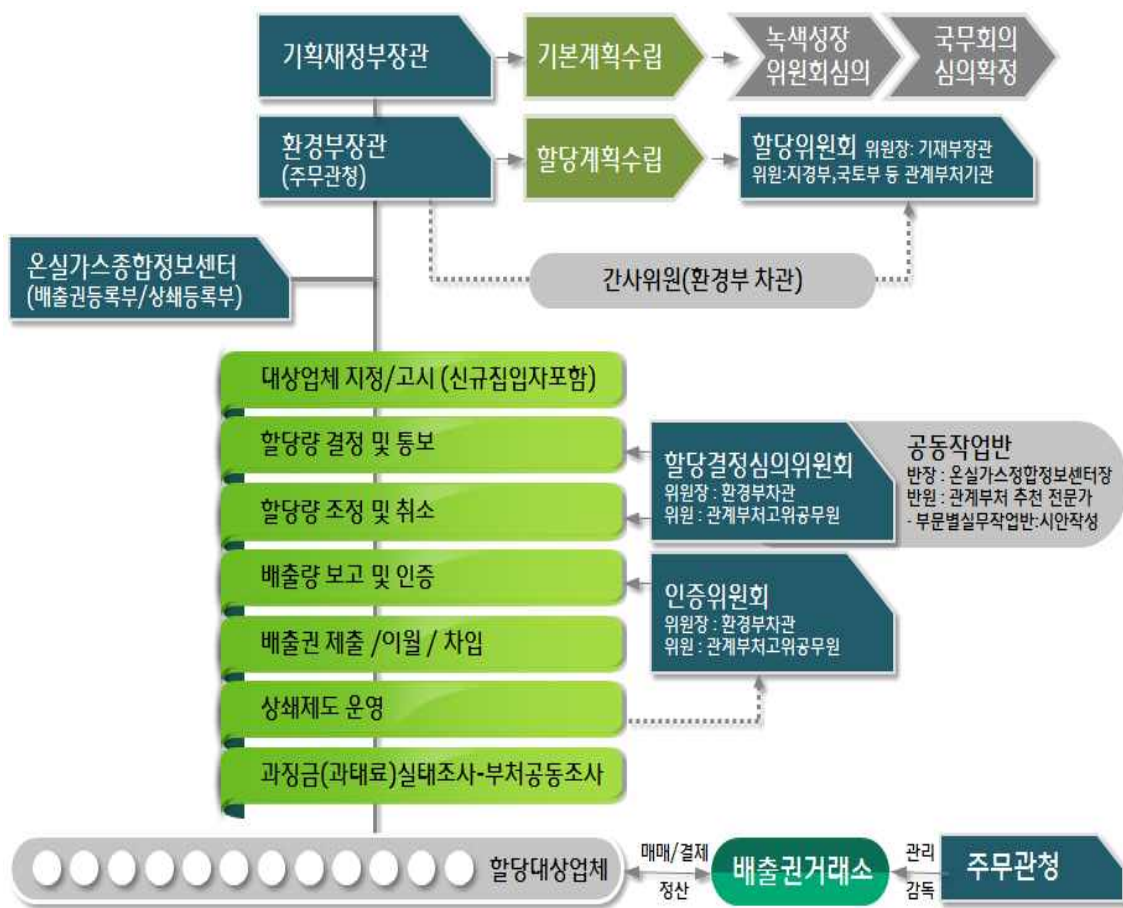 기획재정부장관
기본계획수립
녹색성장
위원회심의
국무회의
심의확정
환경부장관
(주무관청)
할당계획수립
할당위원회 위원장: 기재부장관
위원:지경부,국토부 등 관계부처기관
온실가스종합정보센터
(배출권등록부/상쇄등록부)
간사위원(환경부 차관)
대상업체 지정/고시 (신규집입자포함)
할당량 결정 및 통보
할당량 조정 및 취소
할당결정심의위원회
위원장 : 환경부차관
위원 : 관계부처고위공무원
공동작업반
반장 : 온실가스정합정보센터장
반원 : 관계부처 추천 전문가
- 부문별실무작업반:시안작성
배출량 보고 및 인증
인증위원회
위원장 : 환경부차관
위원 : 관계부처고위공무원
배출권 제출 /이월 / 차입
상쇄제도 운영
과징금(과태료)실태조사-부처공동조사
할당대상업체
매매/결제
정산
배출권거래소
관리
감독
주무관청